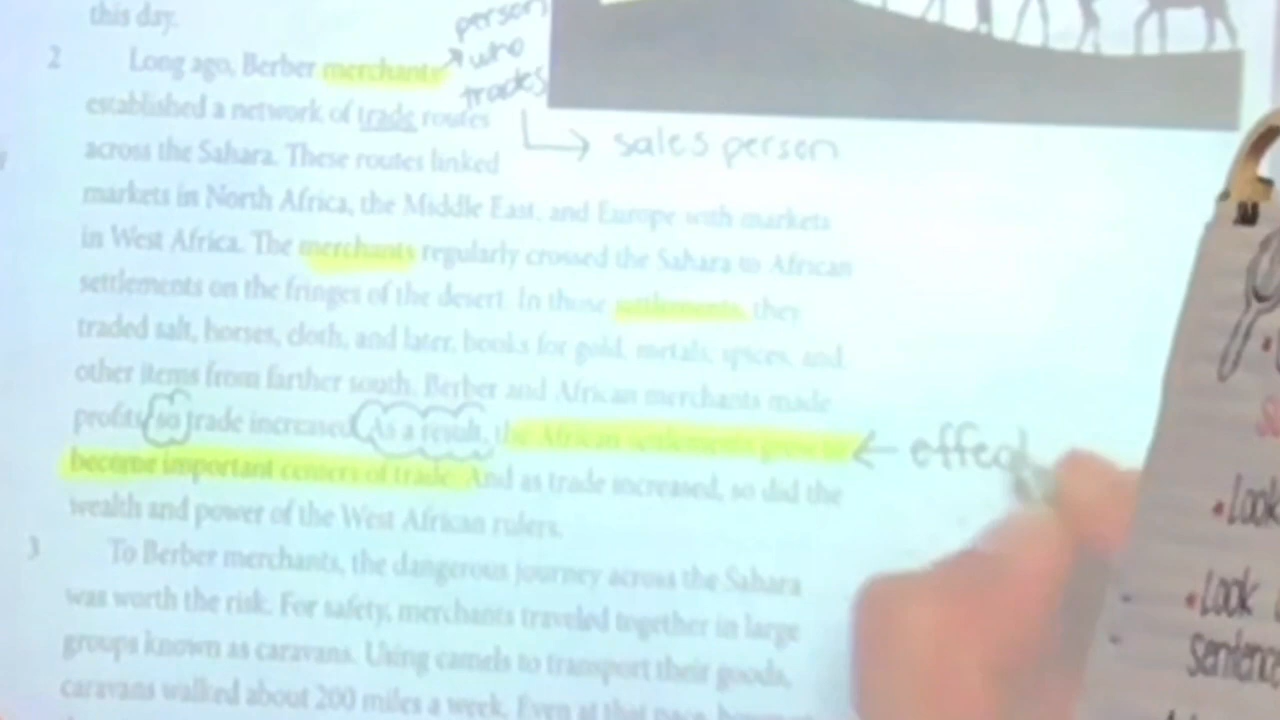 this day.
person
2 Long ago, Berber merchants
who
established a network of trade routes
trades
across the Sahara. These routes linked
sales person
markets in North Africa, the Middle East, and Europe with markets
in West Africa. The merchants regularly crossed the Sahara to African
settlements on the fringes of the desert. In those settlements, they
traded salt, horses, cloth, and later, books for gold, metals, spices, and
other items from farther south. Berber and African merchants made
profits, so trade increased. As a result, the African settlements grew to
effect
become important centers of trade. And as trade increased, so did the
wealth and power of the West African rulers.
3 To Berber merchants, the dangerous journey across the Sahara
was worth the risk. For safety, merchants traveled together in large
groups known as caravans. Using camels to transport their goods,
caravans walked about 200 miles a week. Even at that pace,
Look
Look